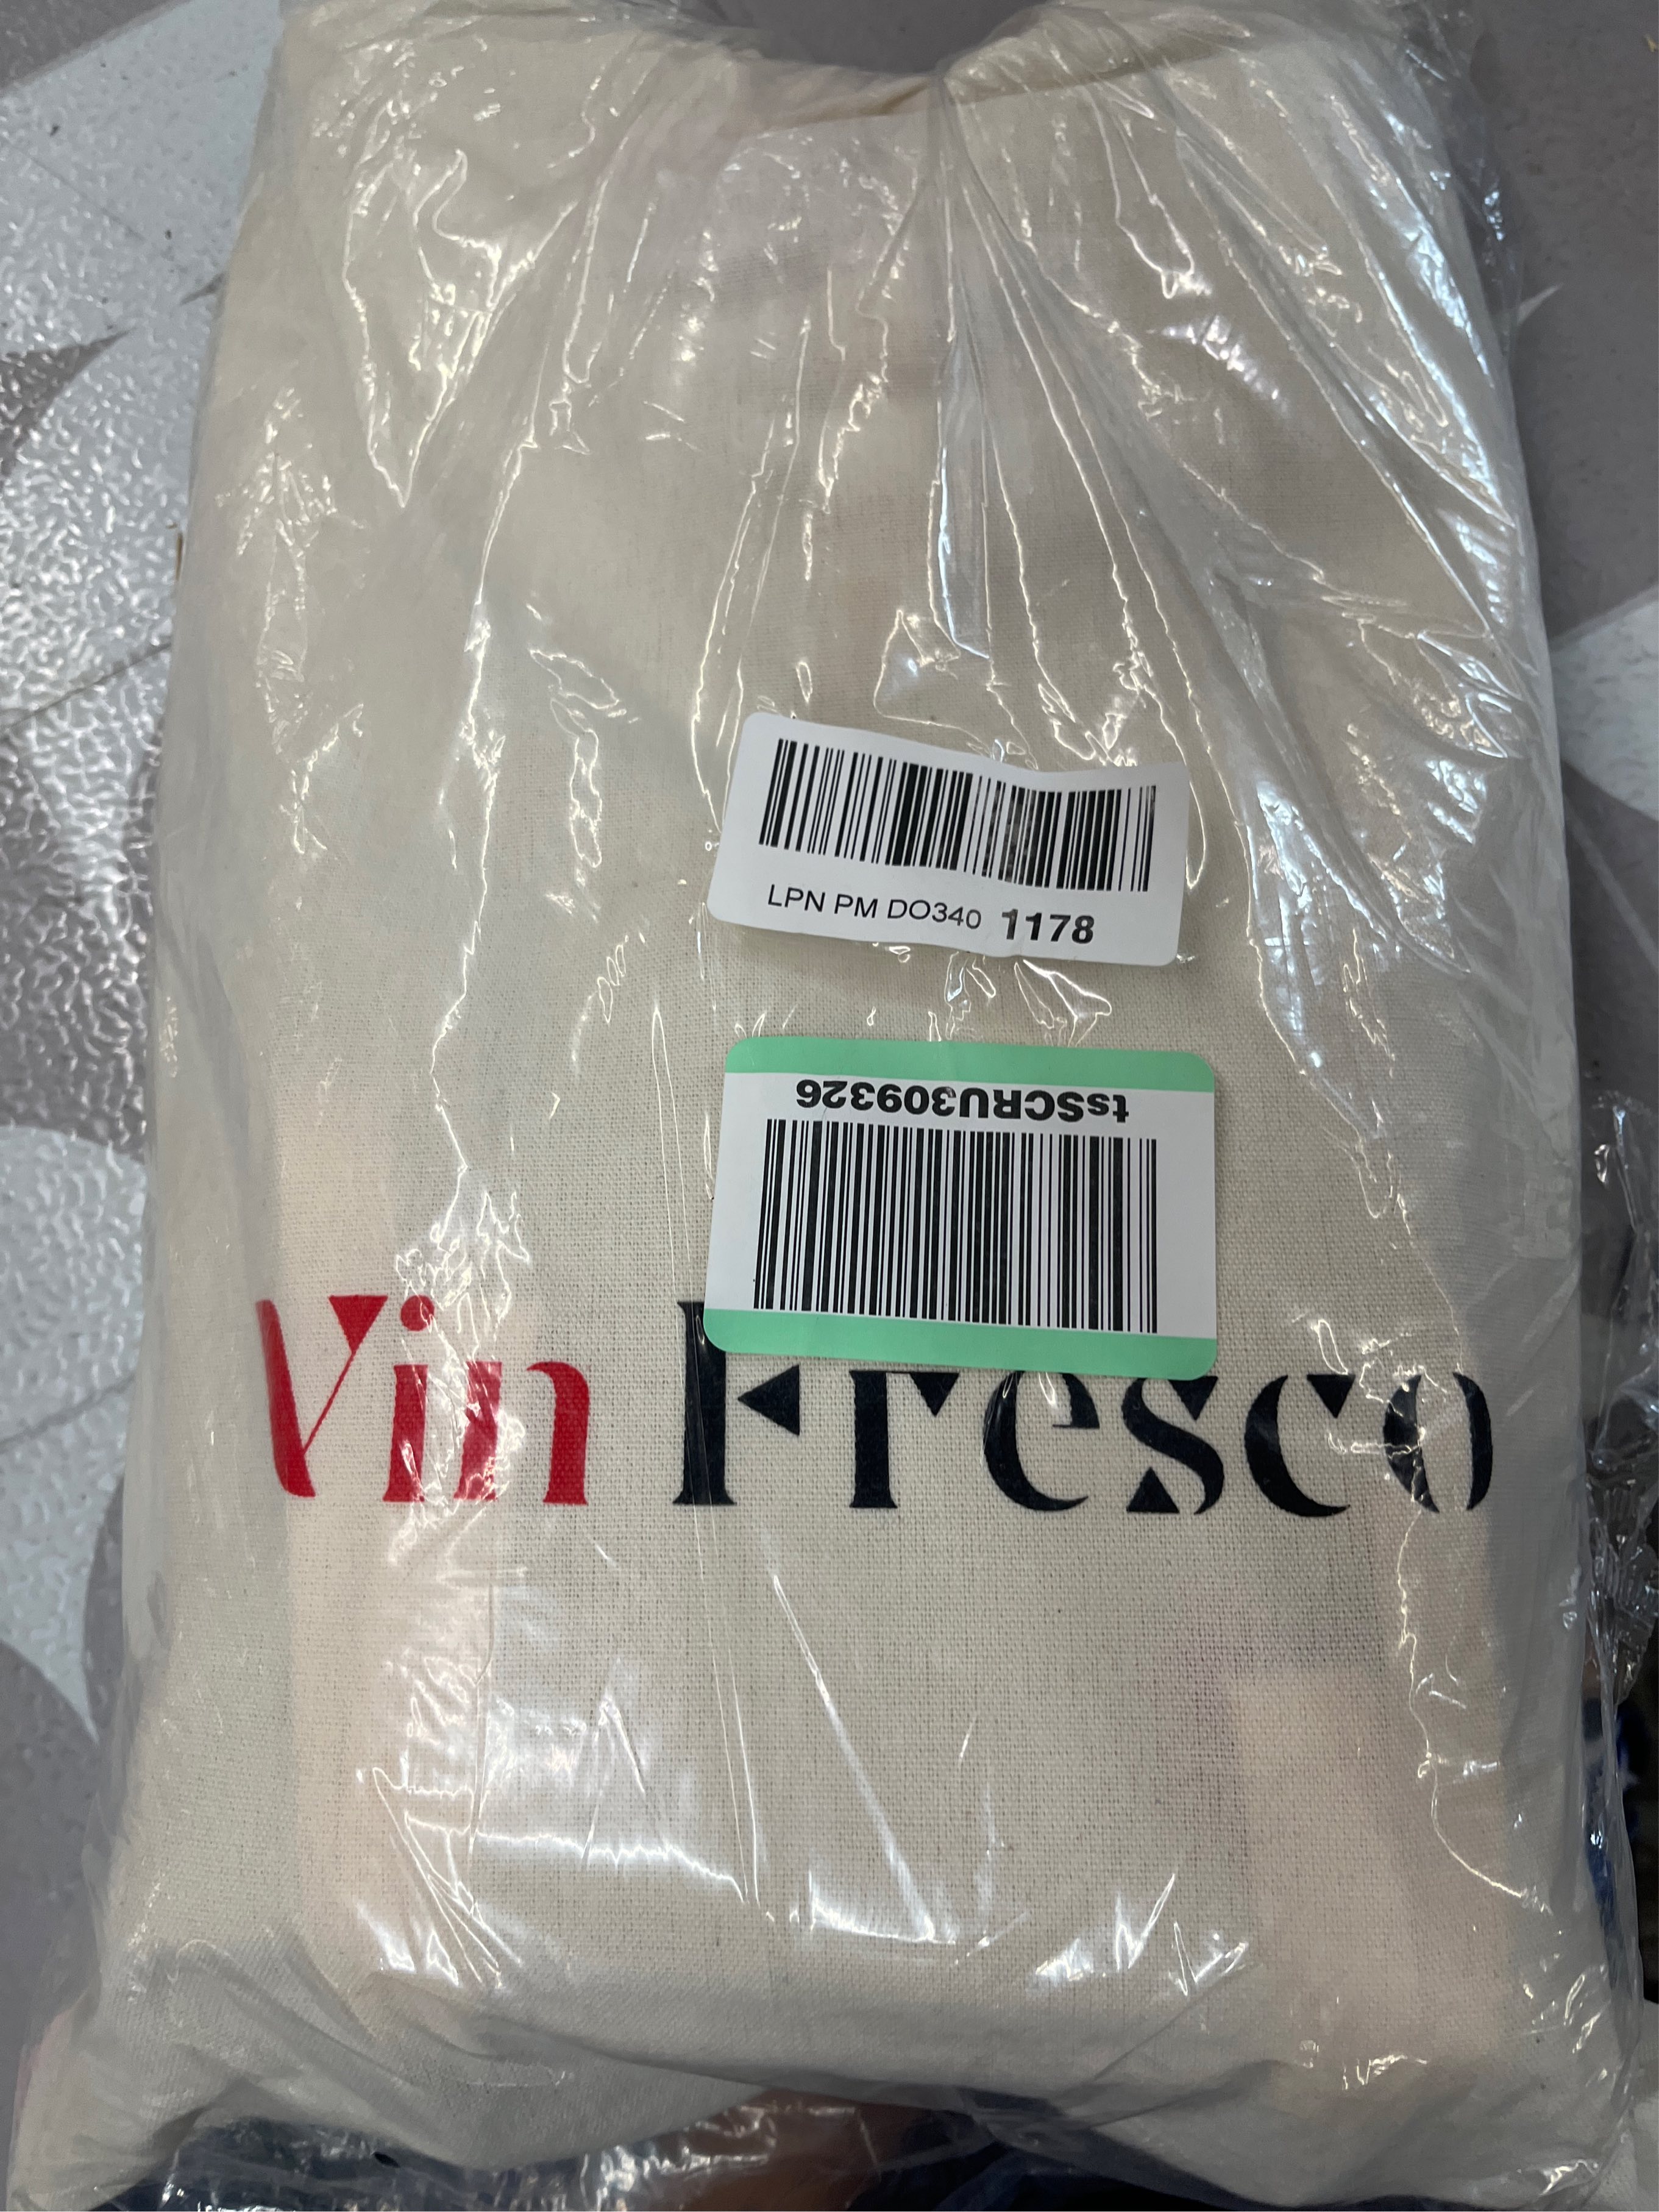 LPN PM DO340 1178
tsSCRU309326
Vin Fresco